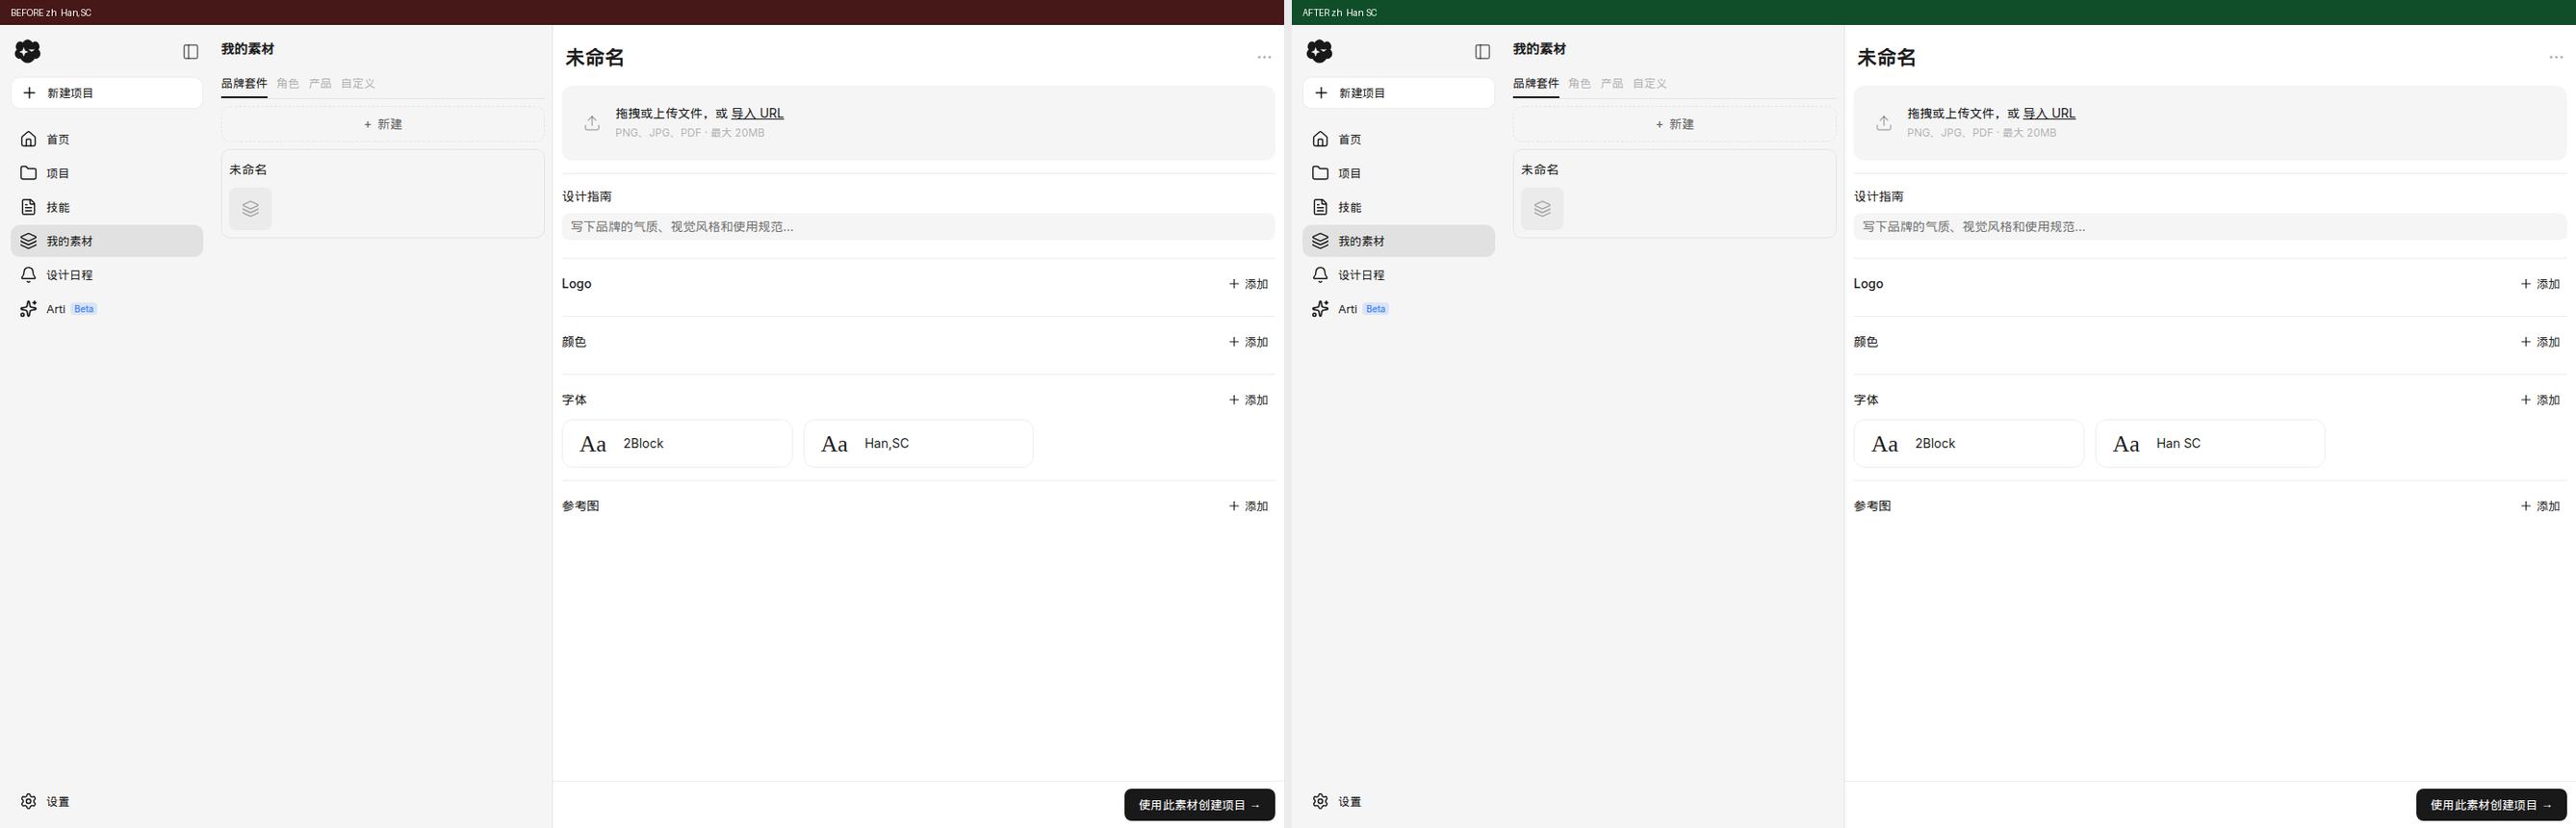 BEFORE zh Han,SC
我的素材
新建项目
首页
项目
技能
我的素材
设计日程
Arti Beta
设置
品牌套件 角色 产品 自定义
+ 新建
未命名
未命名
...
拖拽或上传文件，或 导入 URL
PNG、JPG、PDF · 最大 20MB
设计指南
写下品牌的气质、视觉风格和使用规范...
Logo
+ 添加
颜色
+ 添加
字体
+ 添加
Aa 2Block
Aa Han,SC
参考图
+ 添加
使用此素材创建项目 →
AFTER zh Han SC
我的素材
新建项目
首页
项目
技能
我的素材
设计日程
Arti Beta
设置
品牌套件 角色 产品 自定义
+ 新建
未命名
未命名
...
拖拽或上传文件，或 导入 URL
PNG、JPG、PDF · 最大 20MB
设计指南
写下品牌的气质、视觉风格和使用规范...
Logo
+ 添加
颜色
+ 添加
字体
+ 添加
Aa 2Block
Aa Han SC
参考图
+ 添加
使用此素材创建项目 →